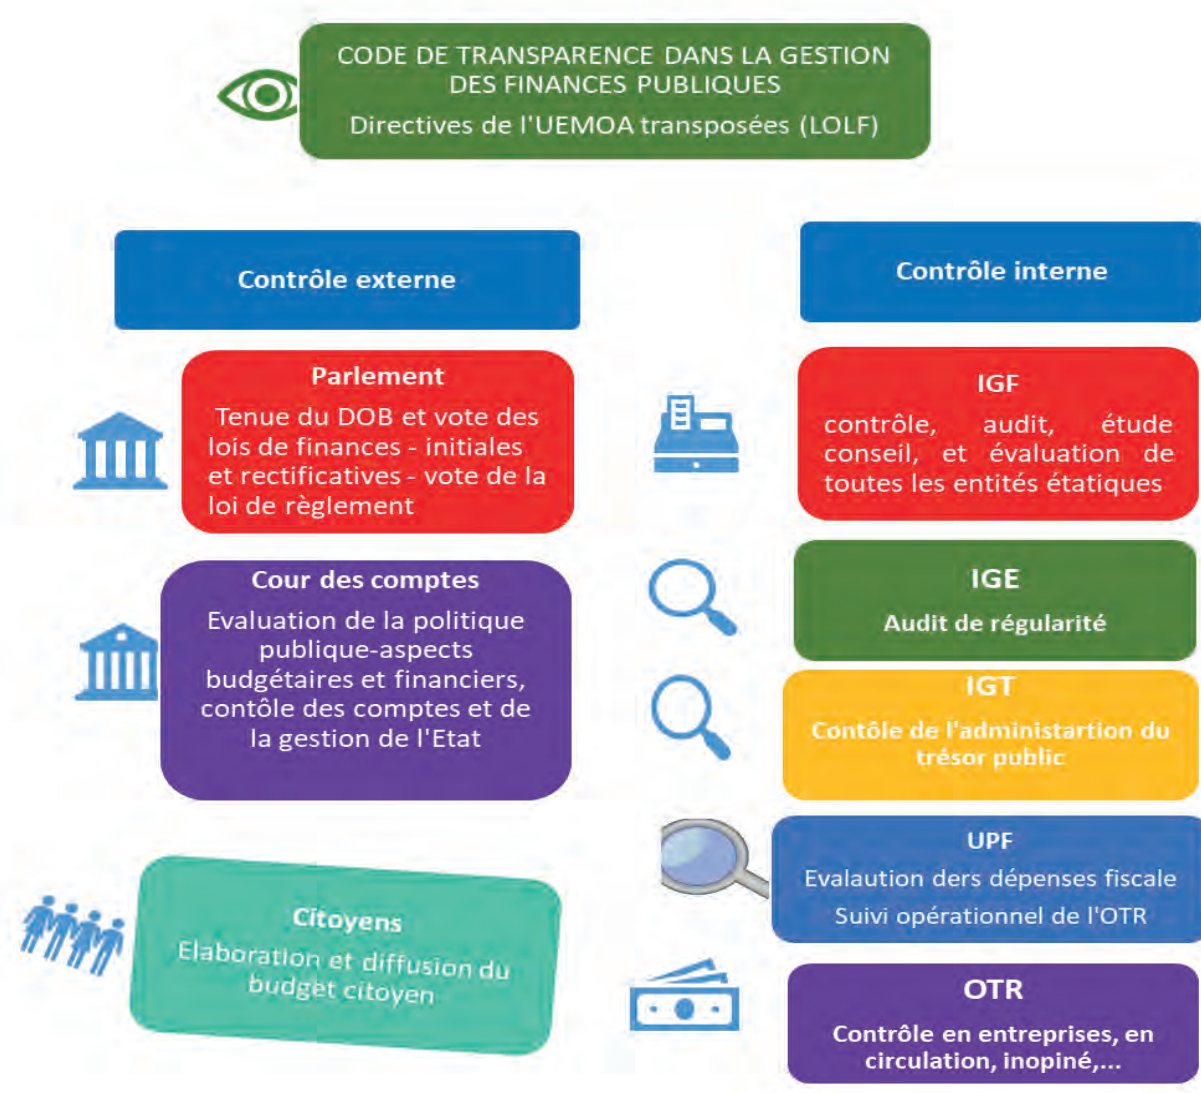 CODE DE TRANSPARENCE DANS LA GESTION
DES FINANCES PUBLIQUES
Directives de l'UEMOA transposées (LOLF)
Contrôle externe
Parlement
Tenue du DOB et vote des
lois de finances - initiales
et rectificatives - vote de la
loi de règlement
Cour des comptes
Evaluation de la politique
publique-aspects
budgétaires et financiers,
contôle des comptes et de
la gestion de l'Etat
Citoyens
Elaboration et diffusion du
budget citoyen
Contrôle interne
IGF
contrôle, audit, étude
conseil, et évaluation de
toutes les entités étatiques
IGE
Audit de régularité
IGT
Contôle de l'administartion du
trésor public
UPF
Evalaution ders dépenses fiscale
Suivi opérationnel de l'OTR
OTR
Contrôle en entreprises, en
circulation, inopiné,...